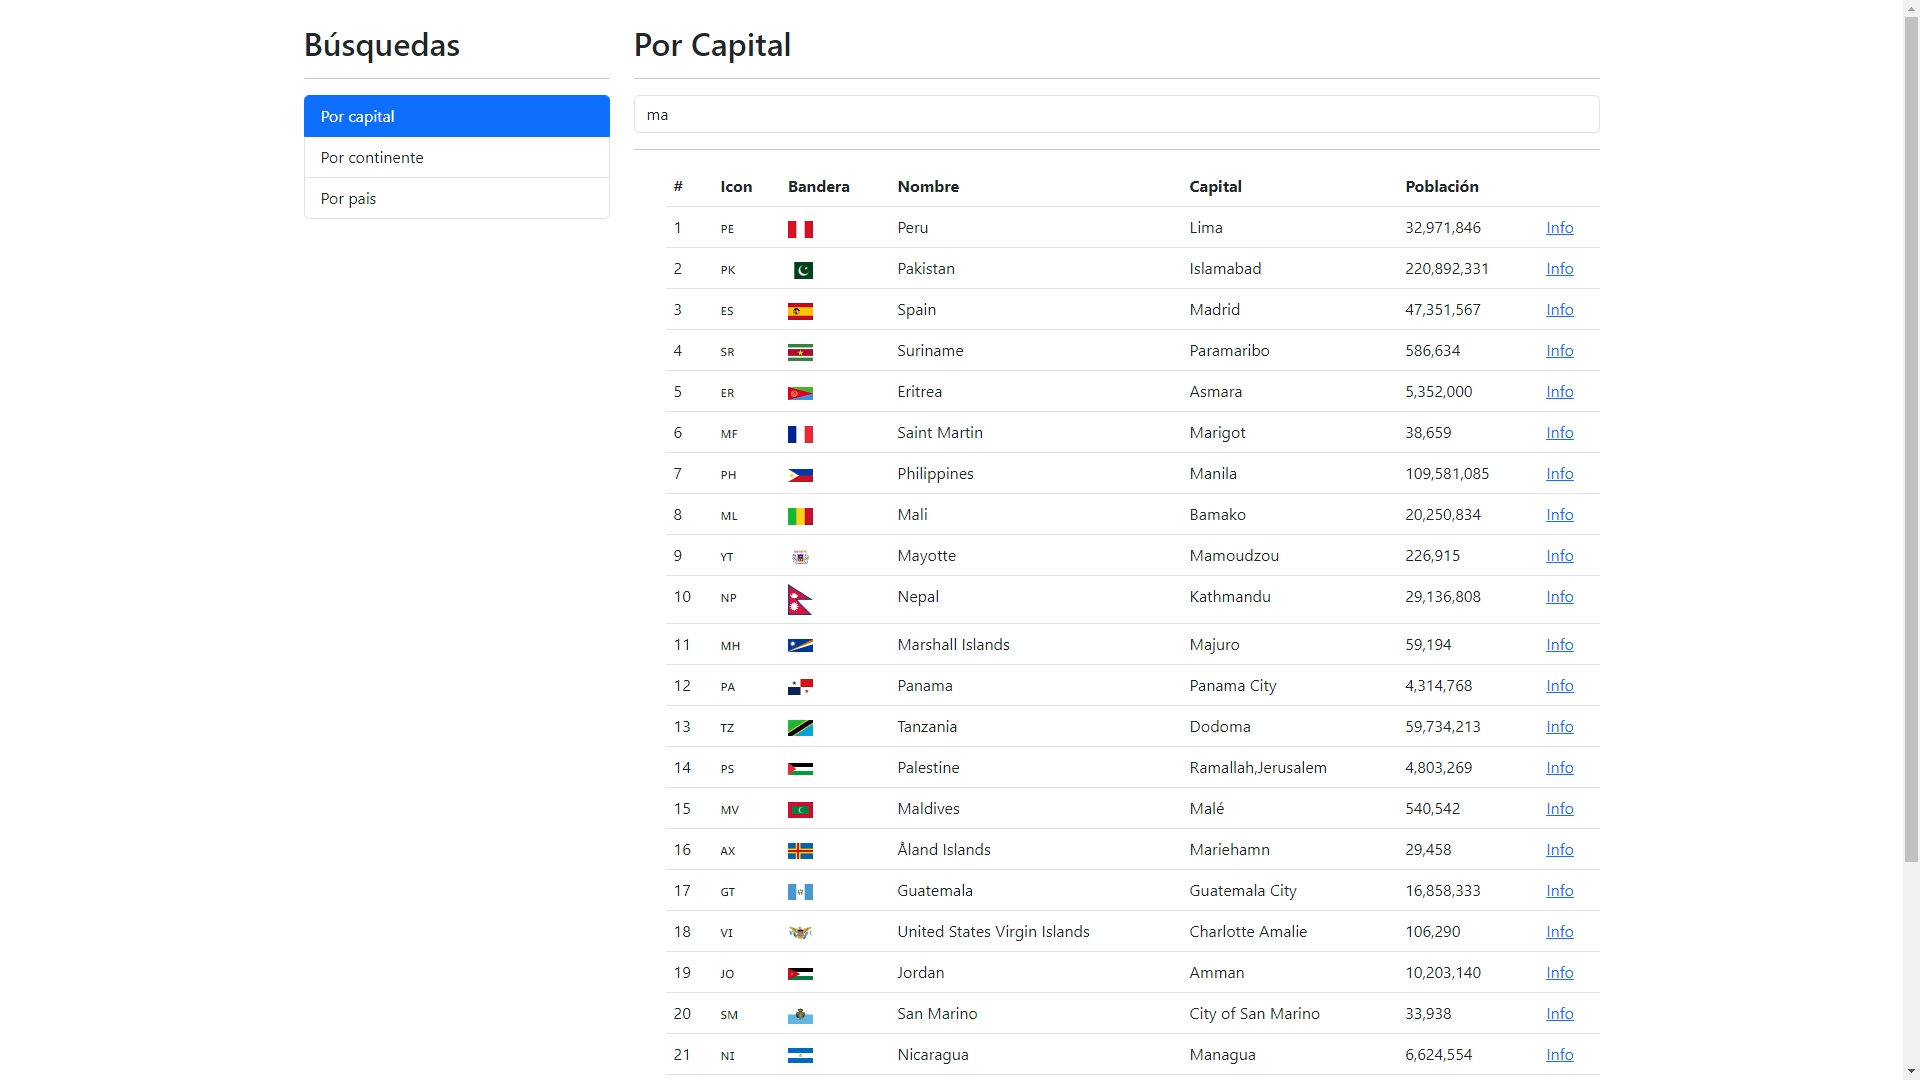 Búsquedas
Por capital
Por continente
Por pais
Por Capital
ma
# Icon Bandera Nombre Capital Población
1 PE Peru Lima 32,971,846 Info
2 PK Pakistan Islamabad 220,892,331 Info
3 ES Spain Madrid 47,351,567 Info
4 SR Suriname Paramaribo 586,634 Info
5 ER Eritrea Asmara 5,352,000 Info
6 MF Saint Martin Marigot 38,659 Info
7 PH Philippines Manila 109,581,085 Info
8 ML Mali Bamako 20,250,834 Info
9 YT Mayotte Mamoudzou 226,915 Info
10 NP Nepal Kathmandu 29,136,808 Info
11 MH Marshall Islands Majuro 59,194 Info
12 PA Panama Panama City 4,314,768 Info
13 TZ Tanzania Dodoma 59,734,213 Info
14 PS Palestine Ramallah,Jerusalem 4,803,269 Info
15 MV Maldives Malé 540,542 Info
16 AX Åland Islands Mariehamn 29,458 Info
17 GT Guatemala Guatemala City 16,858,333 Info
18 VI United States Virgin Islands Charlotte Amalie 106,290 Info
19 JO Jordan Amman 10,203,140 Info
20 SM San Marino City of San Marino 33,938 Info
21 NI Nicaragua Managua 6,624,554 Info